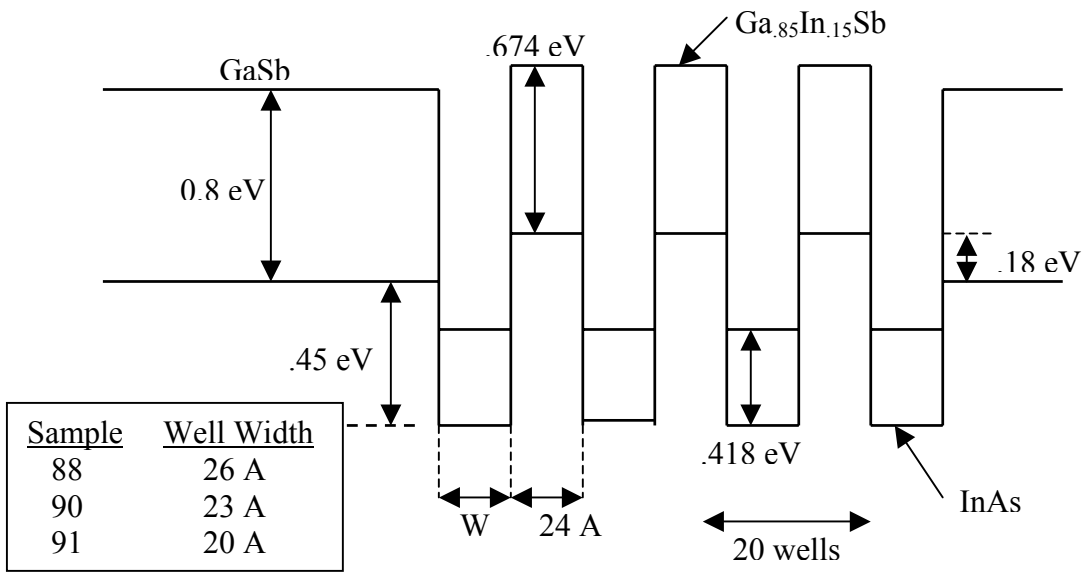 Ga.85In.15Sb
.674 eV
GaSb
0.8 eV
.18 eV
.45 eV
.418 eV
Sample Well Width
88 26 A
90 23 A
91 20 A
W
24 A
20 wells
InAs